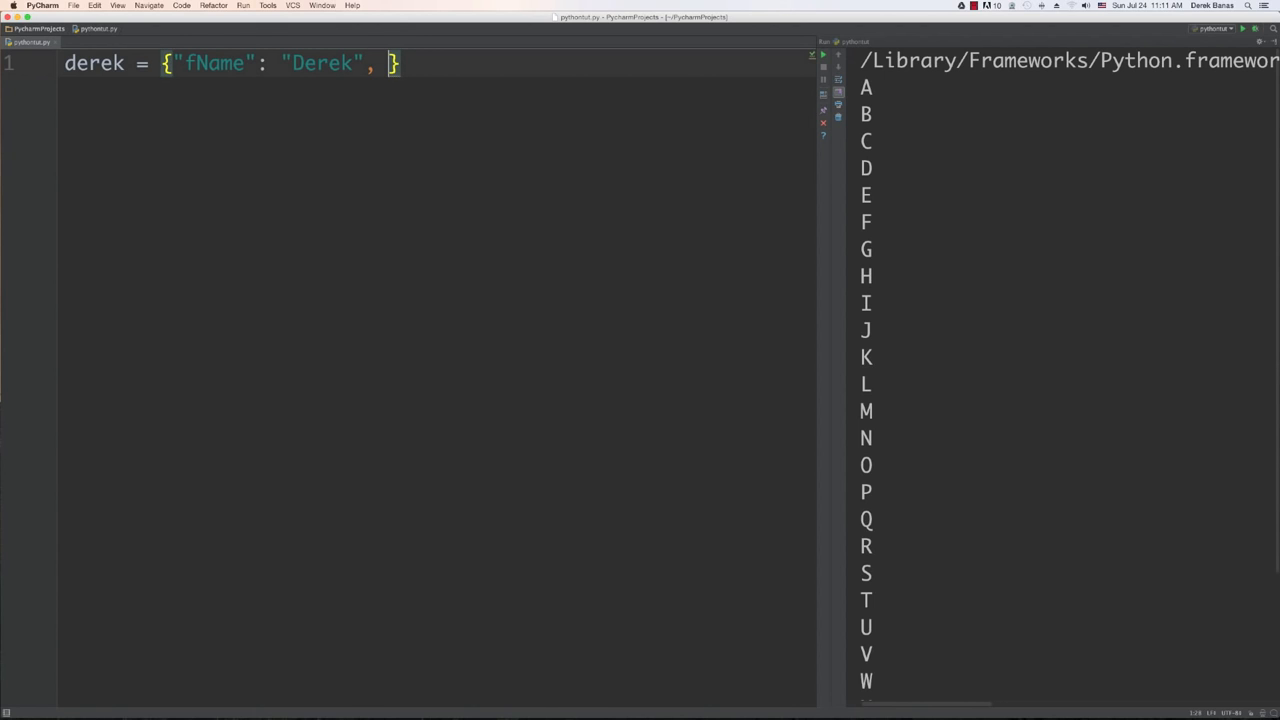 PyCharm File Edit View Navigate Code Refactor Run Tools VCS Window Help
10 Sun Jul 24 11:11 AM Derek Banas
pythontut.py - PycharmProjects - [~/PycharmProjects]
PycharmProjects pythontut.py
pythontut
pythontut.py
Run: pythontut
1 derek = {"fName": "Derek", }
/Library/Frameworks/Python.framewor
A
B
C
D
E
F
G
H
I
J
K
L
M
N
O
P
Q
R
S
T
U
V
W
1:28 LF÷ UTF-8÷